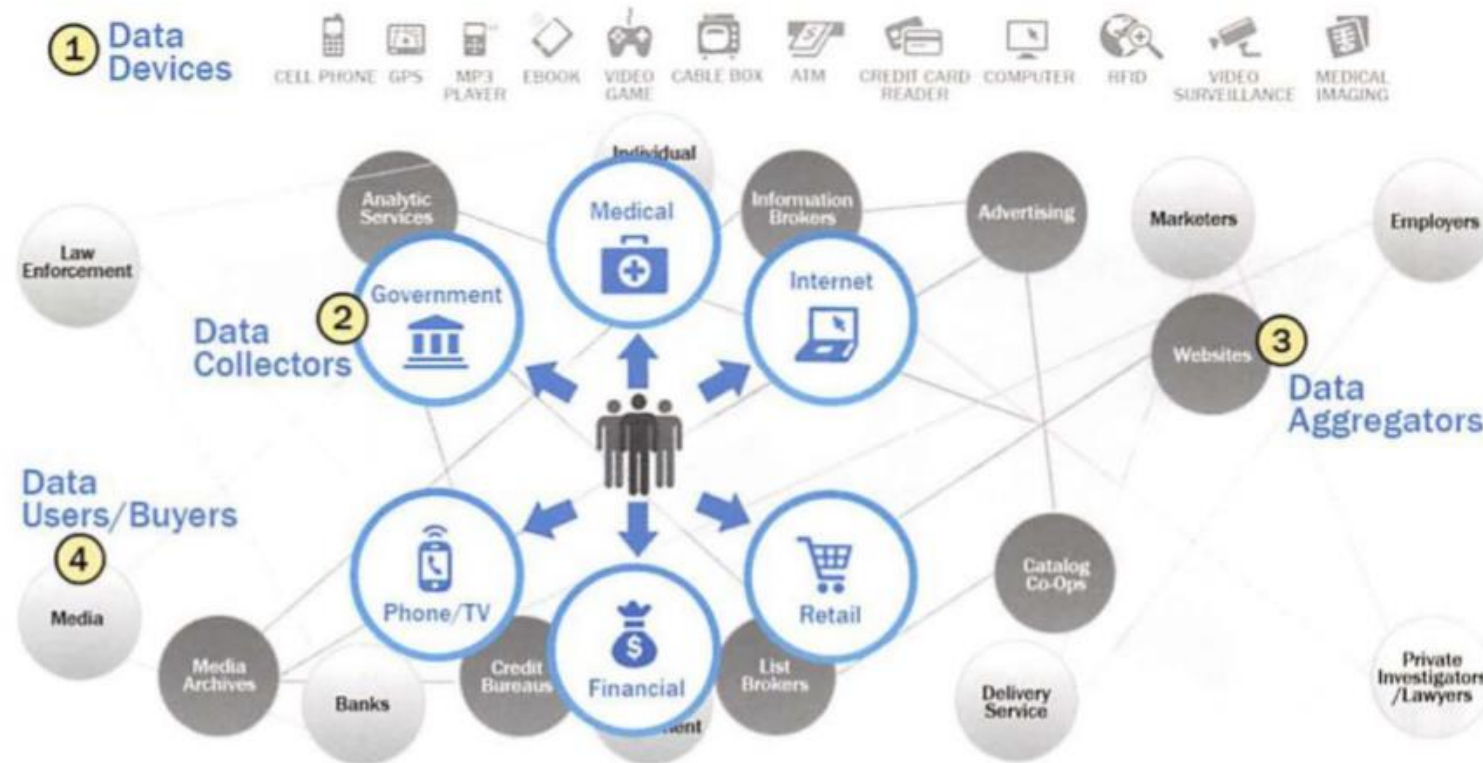 1 Data
Devices
CELL PHONE
GPS
MP3
PLAYER
EBOOK
VIDEO
GAME
CABLE BOX
ATM
CREDIT CARD
READER
COMPUTER
RFID
VIDEO
SURVEILLANCE
MEDICAL
IMAGING
Individual
Analytic
Services
Medical
Information
Brokers
Advertising
Marketers
Employers
Law
Enforcement
Government
Internet
2
Data
Collectors
Websites
3
Data
Aggregators
Data
Users/Buyers
4
Media
Phone/TV
Retail
Catalog
Co-Ops
Media
Archives
Banks
Credit
Bureaus
$
Financial
List
Brokers
Delivery
Service
Private
Investigators
/Lawyers